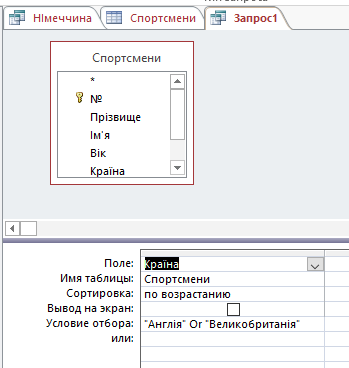 Німеччина Спортсмени Запрос1
Спортсмени
*
№
Прізвище
Ім'я
Вік
Країна
Поле: Країна
Имя таблицы: Спортсмени
Сортировка: по возрастанию
Вывод на экран:
Условие отбора: "Англія" Or "Великобританія"
или: